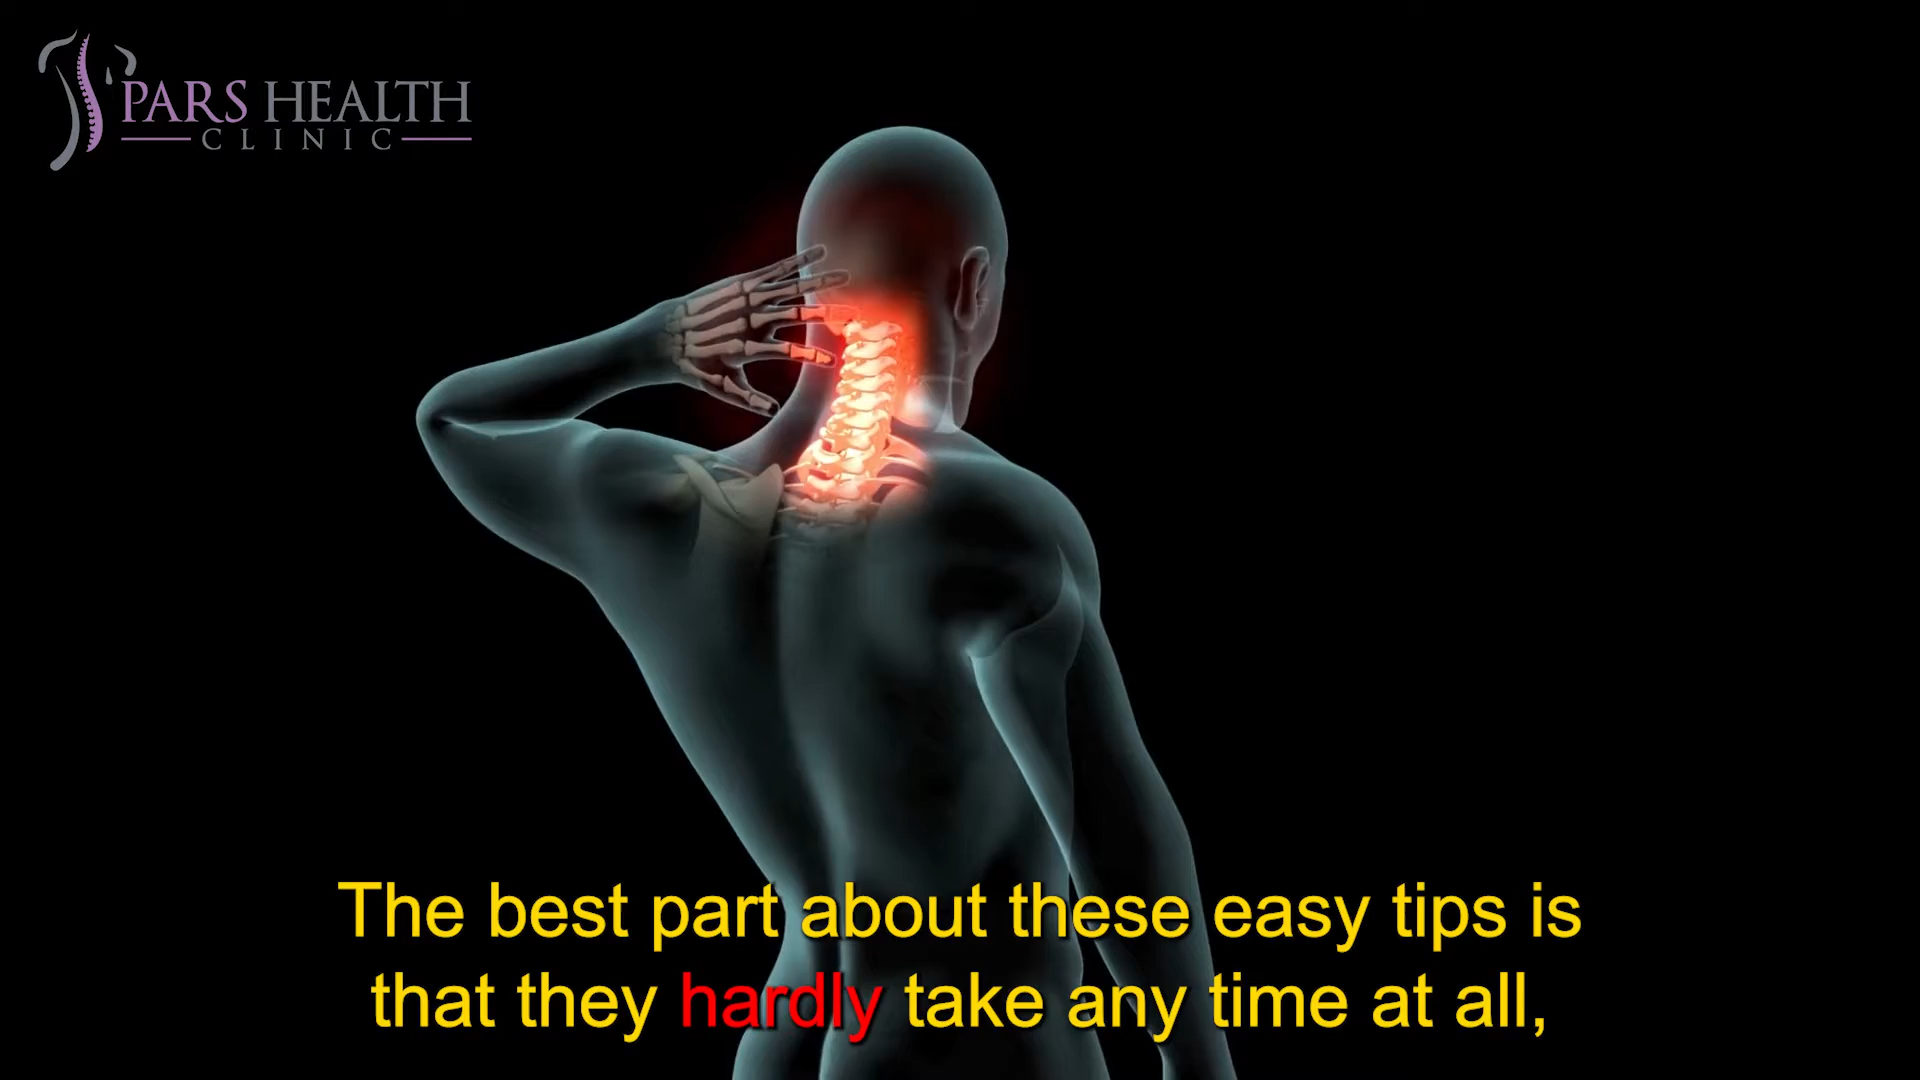 PARS HEALTH
CLINIC
The best part about these easy tips is
that they hardly take any time at all,